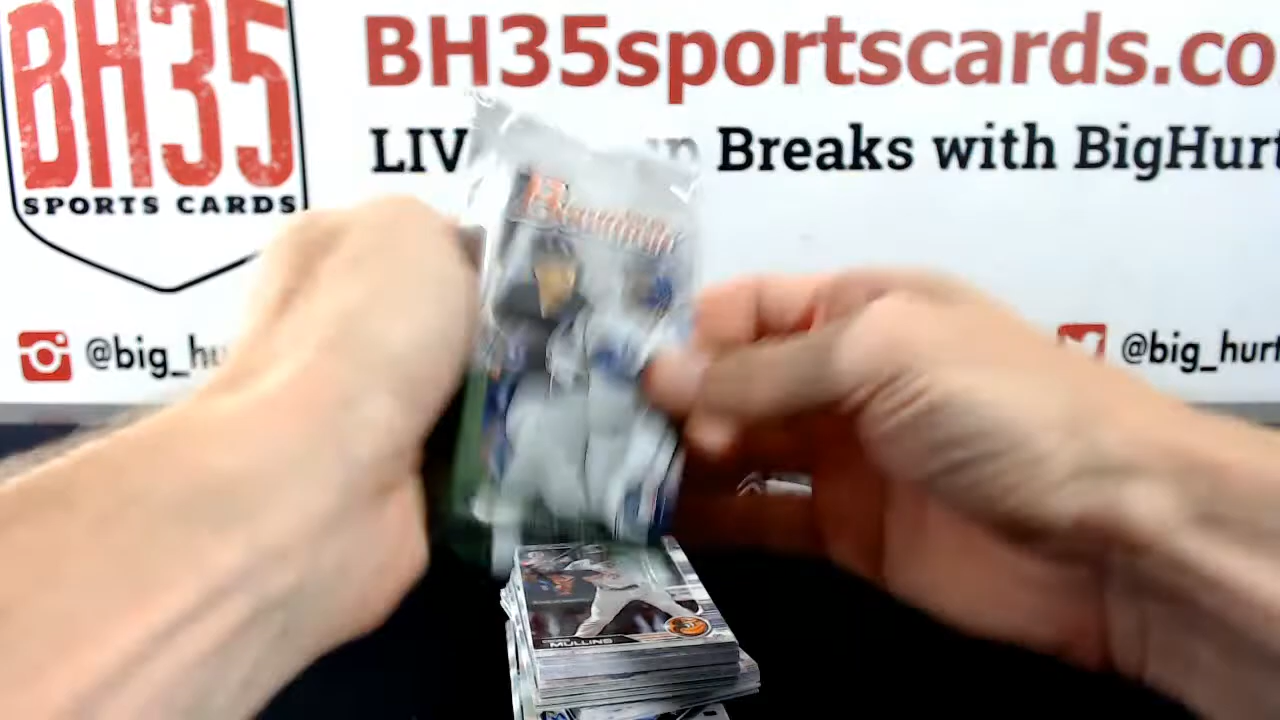 BH35
SPORTS CARDS
BH35sportscards.co
LIV p Breaks with BigHurt
@big_hu
@big_hurt
Bowman
MULLINS